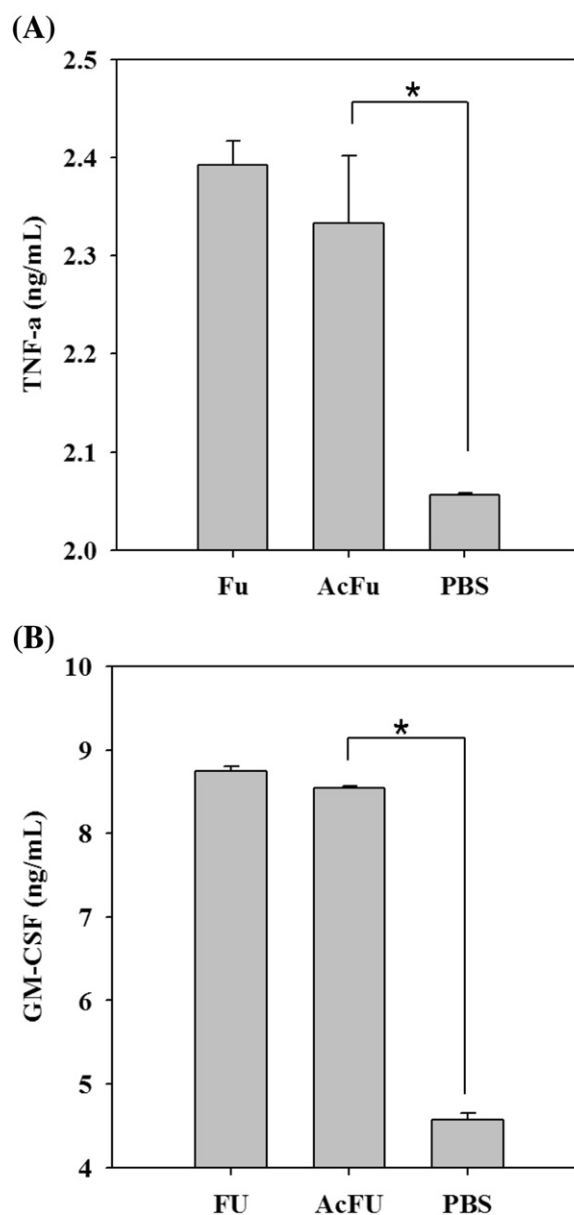 (A)
2.5
2.4
2.3
2.2
2.1
2.0
TNF-a (ng/mL)
*
Fu AcFu PBS
(B)
10
9
8
7
6
5
4
GM-CSF (ng/mL)
*
FU AcFU PBS